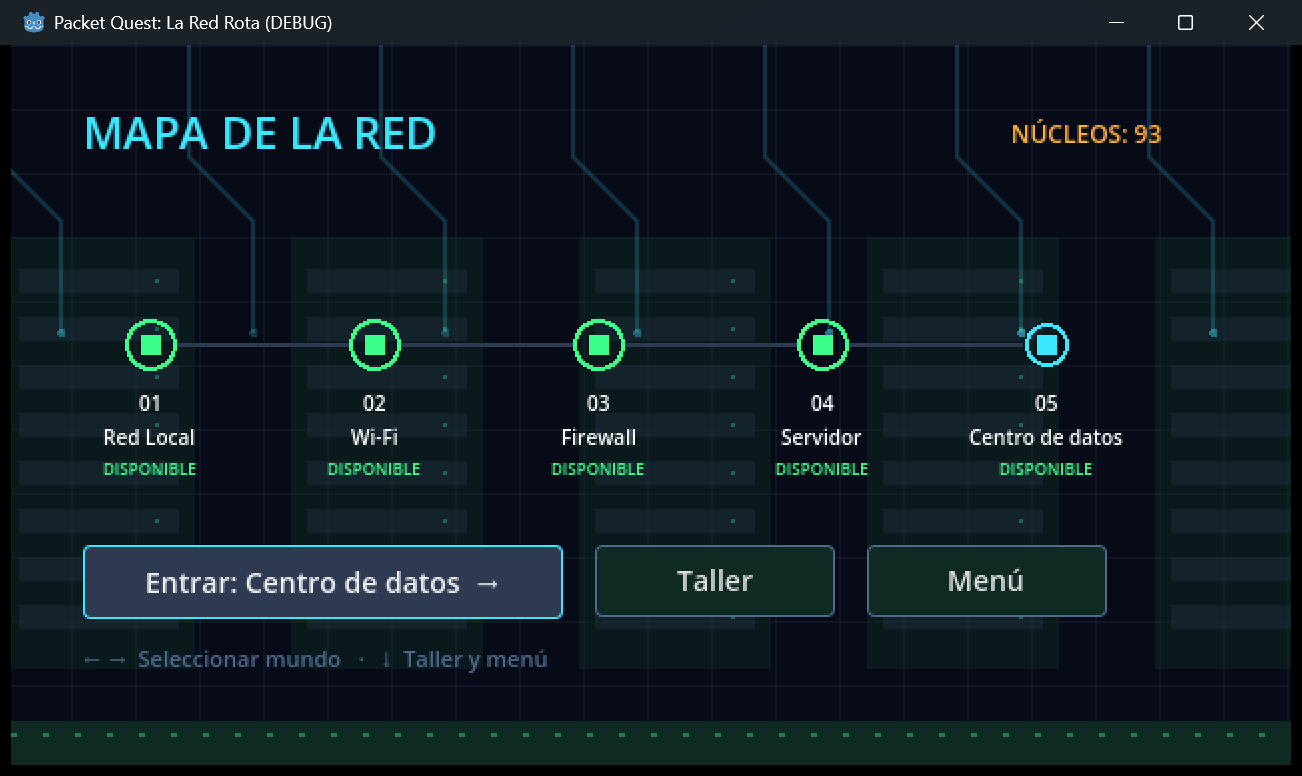 Packet Quest: La Red Rota (DEBUG)
MAPA DE LA RED
NÚCLEOS: 93
01
02
03
04
05
Red Local
Wi-Fi
Firewall
Servidor
Centro de datos
DISPONIBLE
DISPONIBLE
DISPONIBLE
DISPONIBLE
DISPONIBLE
Entrar: Centro de datos →
Taller
Menú
← → Seleccionar mundo · ↓ Taller y menú